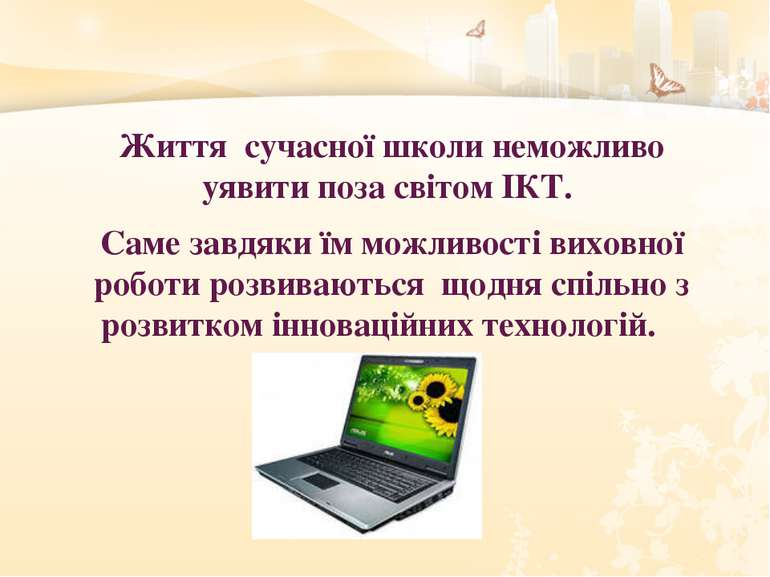 Життя сучасної школи неможливо
уявити поза світом ІКТ.
Саме завдяки їм можливості виховної
роботи розвиваються щодня спільно з
розвитком інноваційних технологій.